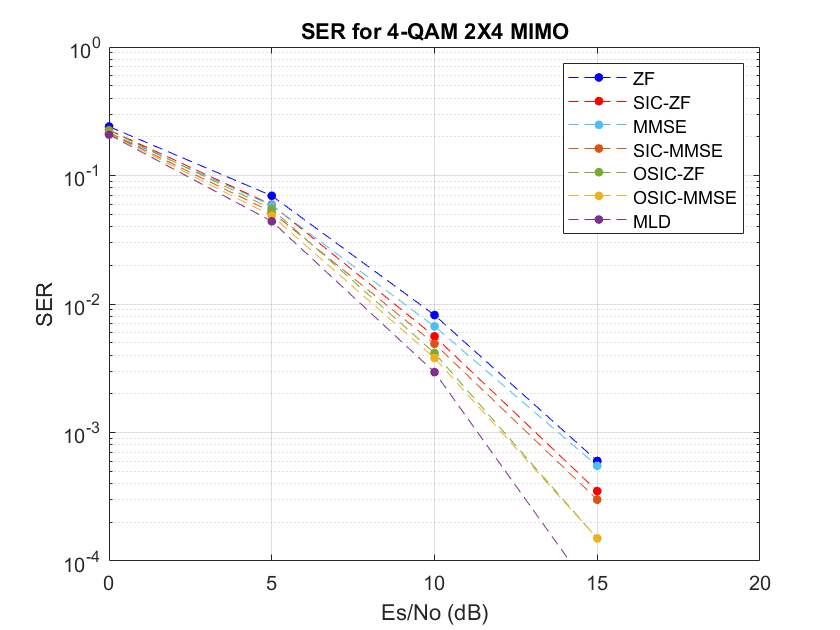 SER for 4-QAM 2X4 MIMO
10^0
10^-1
10^-2
10^-3
10^-4
SER
ZF
SIC-ZF
MMSE
SIC-MMSE
OSIC-ZF
OSIC-MMSE
MLD
0 5 10 15 20
Es/No (dB)